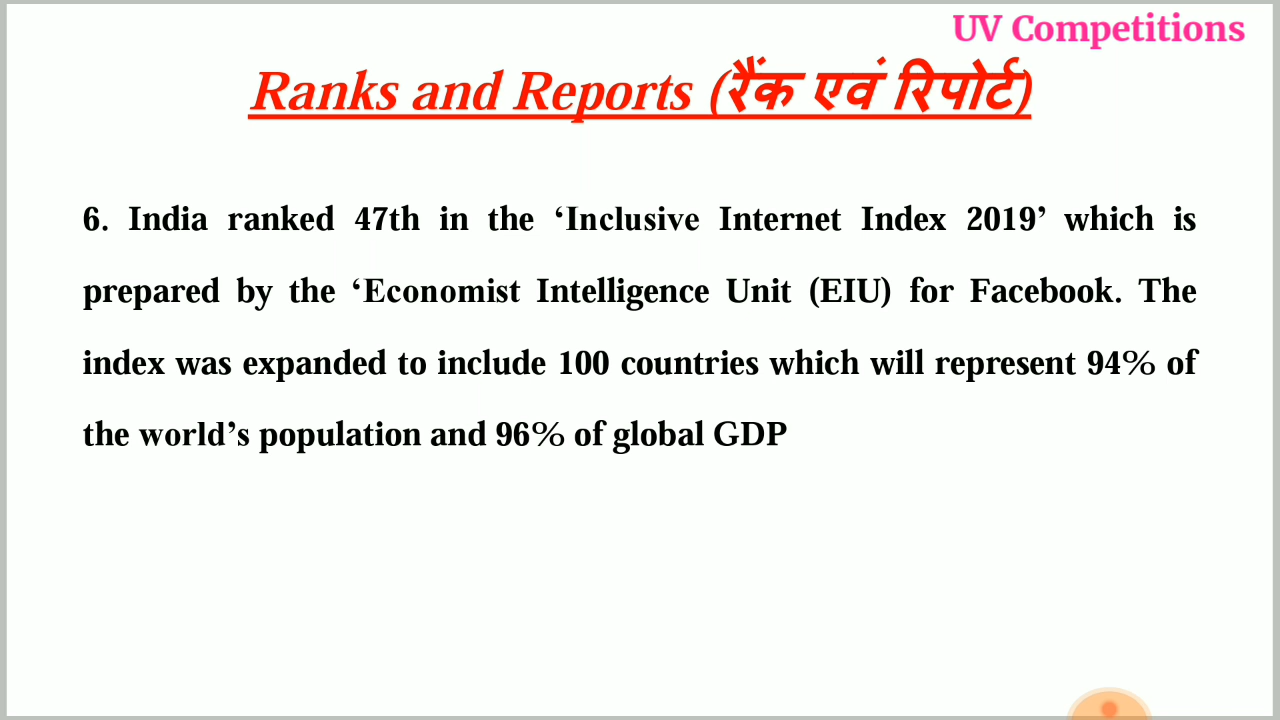 UV Competitions
Ranks and Reports (रैंक एवं रिपोर्ट)
6. India ranked 47th in the ‘Inclusive Internet Index 2019’ which is
prepared by the ‘Economist Intelligence Unit (EIU) for Facebook. The
index was expanded to include 100 countries which will represent 94% of
the world’s population and 96% of global GDP